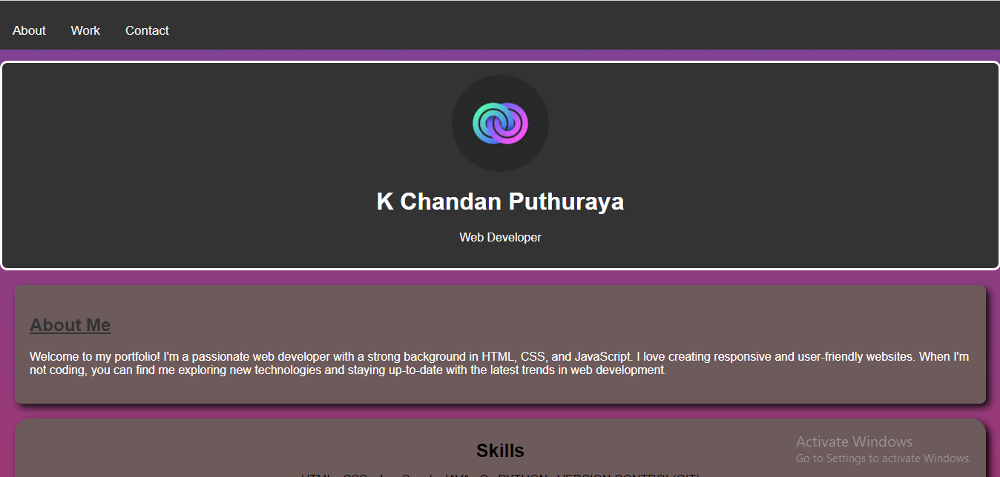 About Work Contact
K Chandan Puthuraya
Web Developer
About Me
Welcome to my portfolio! I'm a passionate web developer with a strong background in HTML, CSS, and JavaScript. I love creating responsive and user-friendly websites. When I'm
not coding, you can find me exploring new technologies and staying up-to-date with the latest trends in web development.
Skills
Activate Windows
Go to Settings to activate Windows.